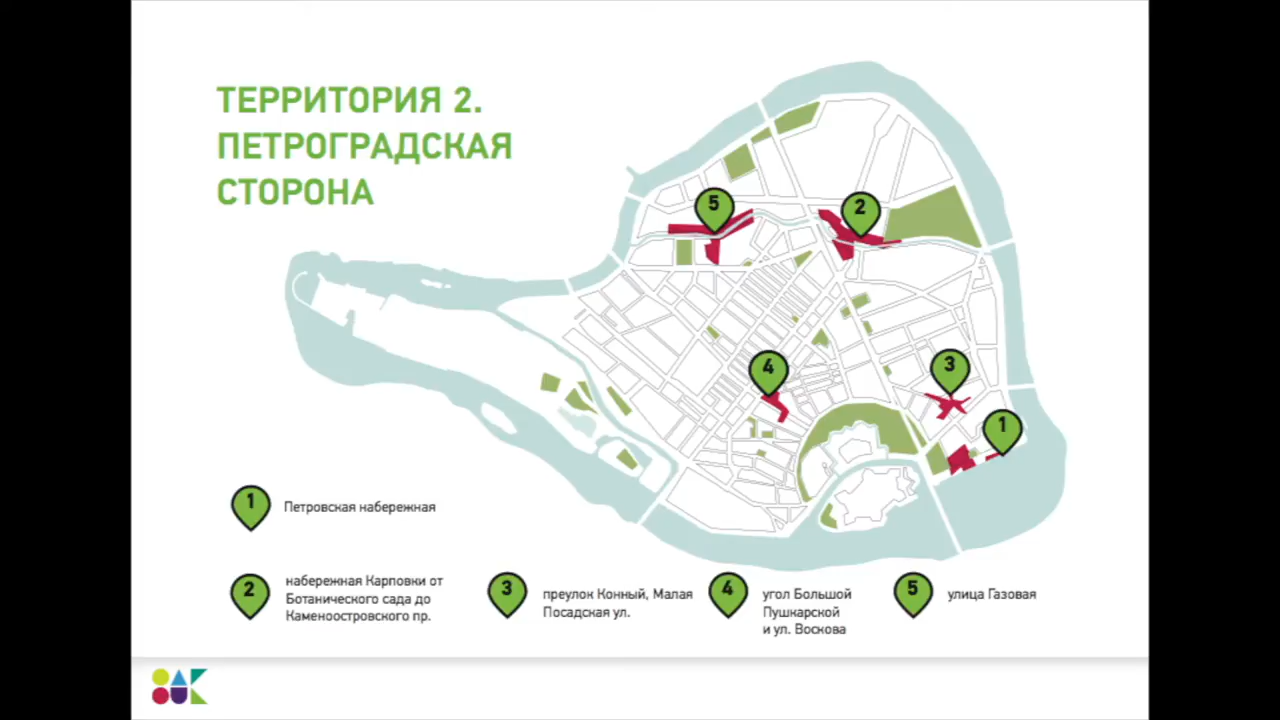 ТЕРРИТОРИЯ 2.
ПЕТРОГРАДСКАЯ
СТОРОНА
5
2
4
3
1
1
Петровская набережная
2
набережная Карповки от
Ботанического сада до
Каменоостровского пр.
3
преулок Конный, Малая
Посадская ул.
4
угол Большой
Пушкарской
и ул. Воскова
5
улица Газовая